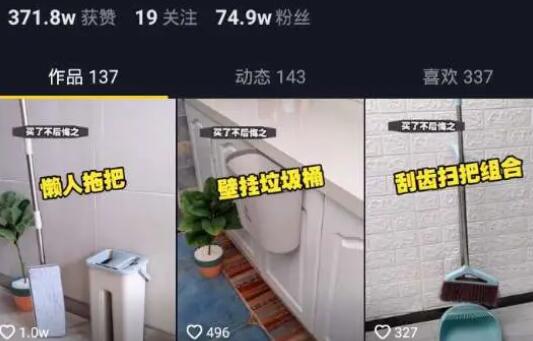 371.8w 获赞 19 关注 74.9w 粉丝
作品 137 动态 143 喜欢 337
买了不后悔之 买了不后悔之 买了不后悔之
懒人拖把 壁挂垃圾桶 刮齿扫把组合
1.0w 496 327